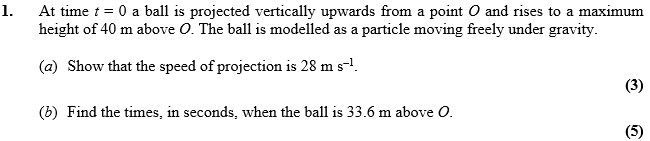 1. At time t = 0 a ball is projected vertically upwards from a point O and rises to a maximum
height of 40 m above O. The ball is modelled as a particle moving freely under gravity.
(a) Show that the speed of projection is 28 m s⁻¹.
(3)
(b) Find the times, in seconds, when the ball is 33.6 m above O.
(5)